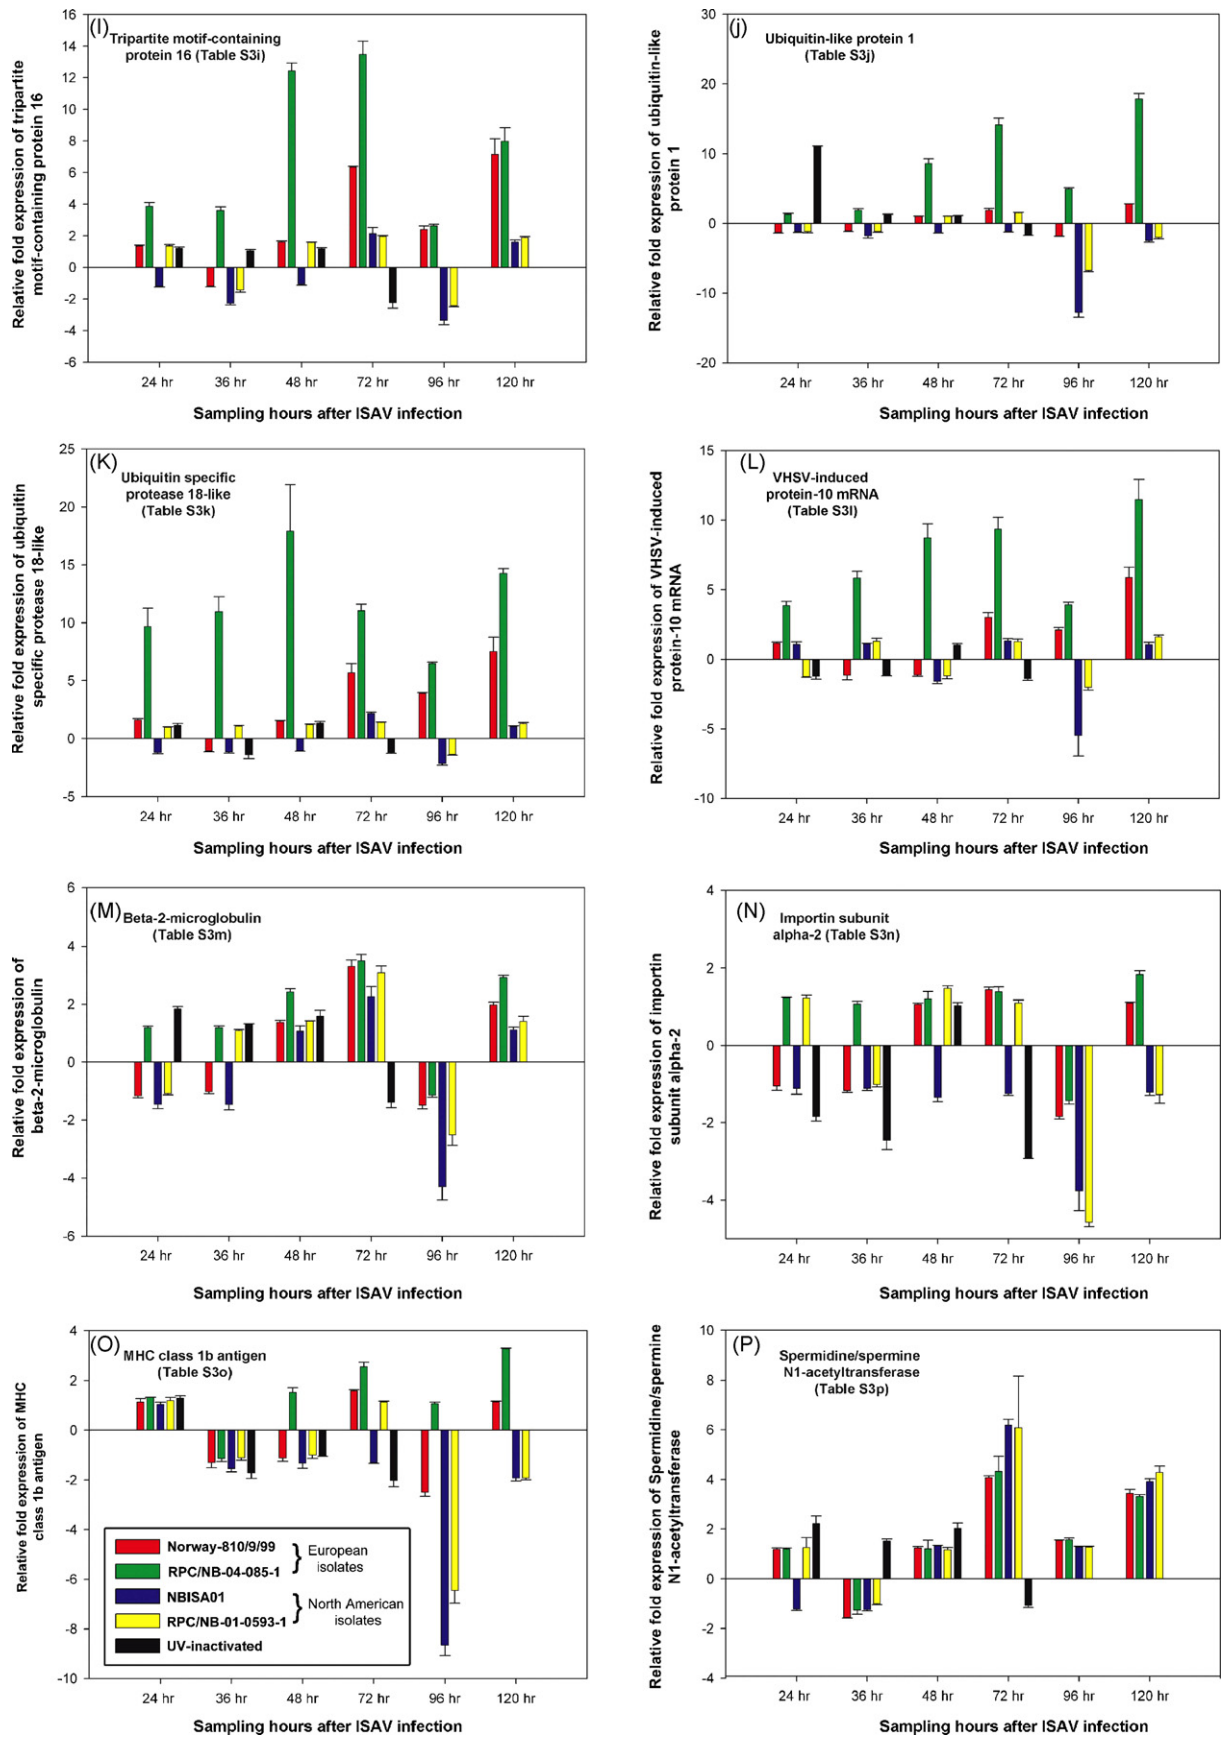 (I)
Tripartite motif-containing
protein 16 (Table S3i)
Relative fold expression of tripartite
motif-containing protein 16
16
14
12
10
8
6
4
2
0
-2
-4
-6
24 hr 36 hr 48 hr 72 hr 96 hr 120 hr
Sampling hours after ISAV infection
(j)
Ubiquitin-like protein 1
(Table S3j)
Relative fold expression of ubiquitin-like
protein 1
30
20
10
0
-10
-20
24 hr 36 hr 48 hr 72 hr 96 hr 120 hr
Sampling hours after ISAV infection
(K)
Ubiquitin specific
protease 18-like
(Table S3k)
Relative fold expression of ubiquitin
specific protease 18-like
25
20
15
10
5
0
-5
24 hr 36 hr 48 hr 72 hr 96 hr 120 hr
Sampling hours after ISAV infection
(L)
VHSV-induced
protein-10 mRNA
(Table S3l)
Relative fold expression of VHSV-induced
protein-10 mRNA
15
10
5
0
-5
-10
24 hr 36 hr 48 hr 72 hr 96 hr 120 hr
Sampling hours after ISAV infection
(M)
Beta-2-microglobulin
(Table S3m)
Relative fold expression of
beta-2-microglobulin
6
4
2
0
-2
-4
-6
24 hr 36 hr 48 hr 72 hr 96 hr 120 hr
Sampling hours after ISAV infection
(N)
Importin subunit
alpha-2 (Table S3n)
Relative fold expression of importin
subunit alpha-2
4
2
0
-2
-4
24 hr 36 hr 48 hr 72 hr 96 hr 120 hr
Sampling hours after ISAV infection
(O)
MHC class 1b antigen
(Table S3o)
Relative fold expression of MHC
class 1b antigen
4
2
0
-2
-4
-6
-8
-10
Norway-810/9/99
RPC/NB-04-085-1
} European
isolates
NBISA01
RPC/NB-01-0593-1
} North American
isolates
UV-inactivated
24 hr 36 hr 48 hr 72 hr 96 hr 120 hr
Sampling hours after ISAV infection
(P)
Spermidine/spermine
N1-acetyltransferase
(Table S3p)
Relative fold expression of Spermidine/spermine
N1-acetyltransferase
10
8
6
4
2
0
-2
-4
24 hr 36 hr 48 hr 72 hr 96 hr 120 hr
Sampling hours after ISAV infection